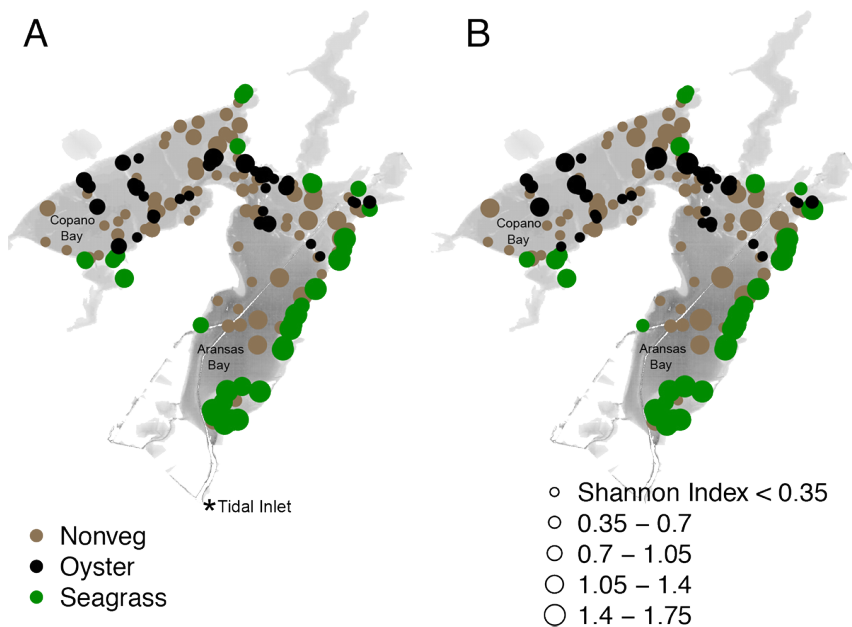 A
B
Copano
Bay
Copano
Bay
Aransas
Bay
Aransas
Bay
*Tidal Inlet
Nonveg
Oyster
Seagrass
Shannon Index < 0.35
0.35 – 0.7
0.7 – 1.05
1.05 – 1.4
1.4 – 1.75